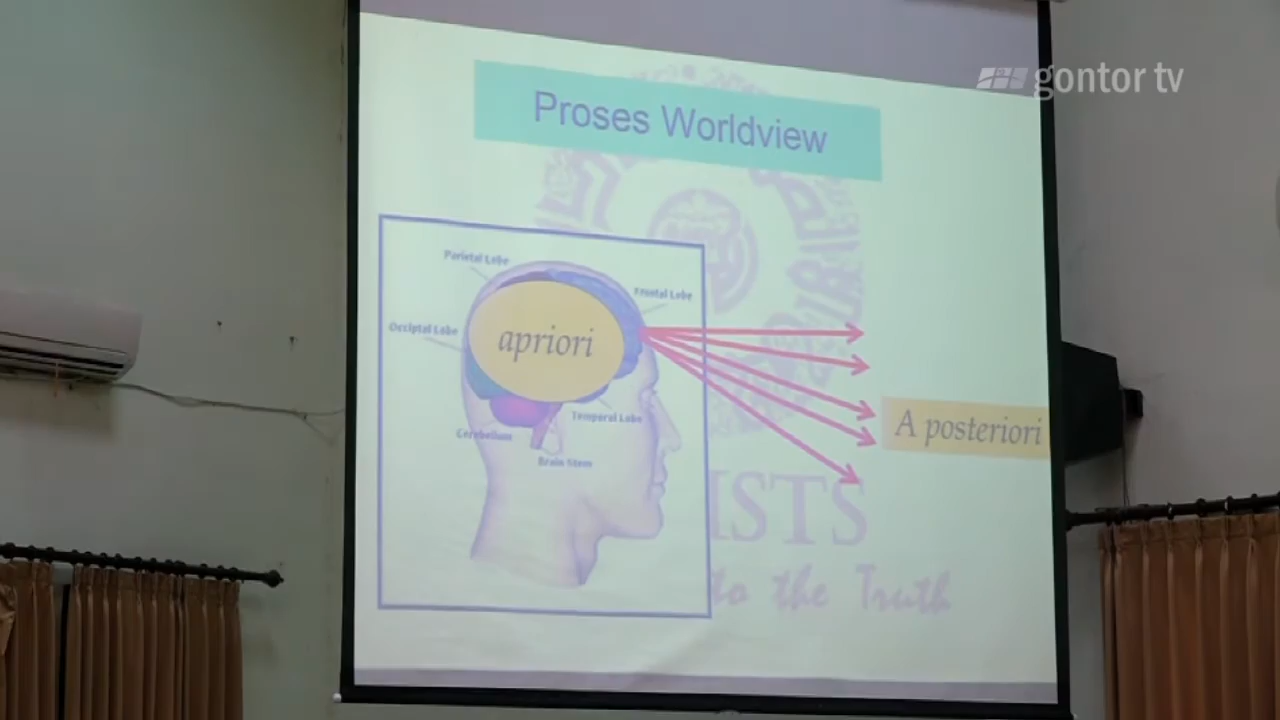 gontor tv
Proses Worldview
Parietal Lobe
Frontal Lobe
Occiptal Lobe
apriori
Temporal Lobe
Cerebellum
Brain Stem
A posteriori
ISTS
to the Truth